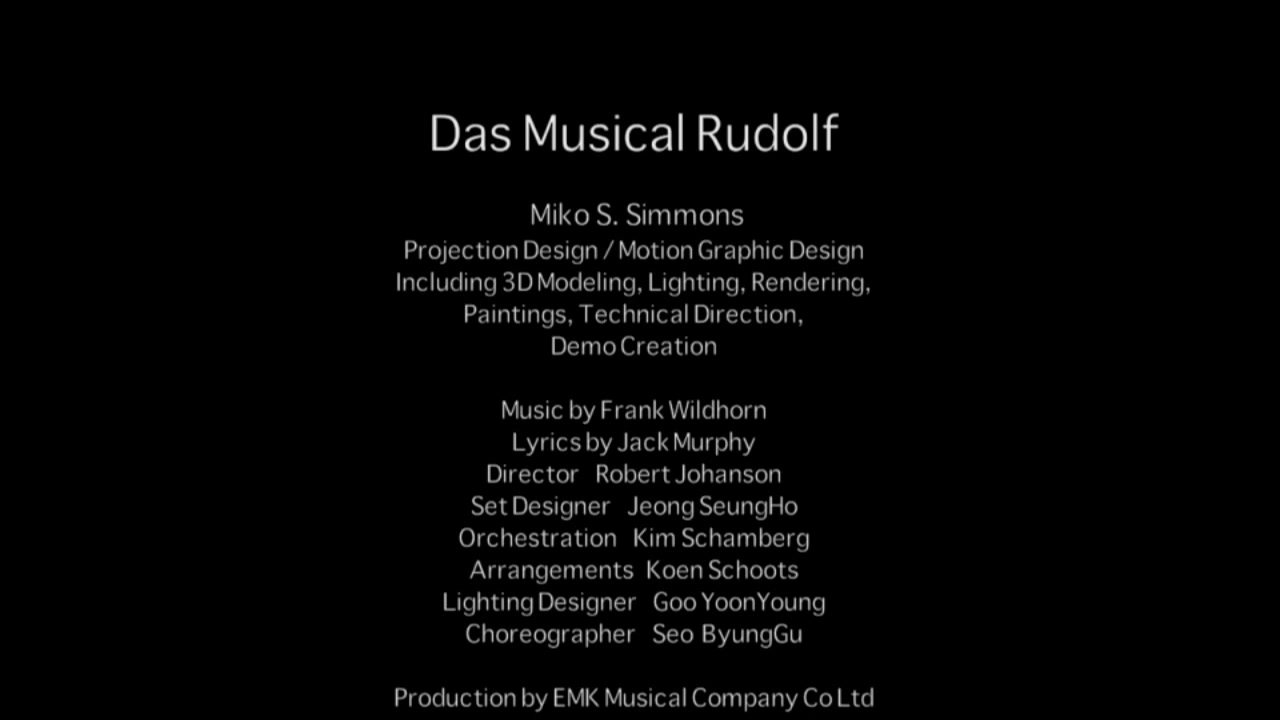 Das Musical Rudolf
Miko S. Simmons
Projection Design / Motion Graphic Design
Including 3D Modeling, Lighting, Rendering,
Paintings, Technical Direction,
Demo Creation
Music by Frank Wildhorn
Lyrics by Jack Murphy
Director Robert Johanson
Set Designer Jeong SeungHo
Orchestration Kim Schamberg
Arrangements Koen Schoots
Lighting Designer Goo YoonYoung
Choreographer Seo ByungGu
Production by EMK Musical Company Co Ltd